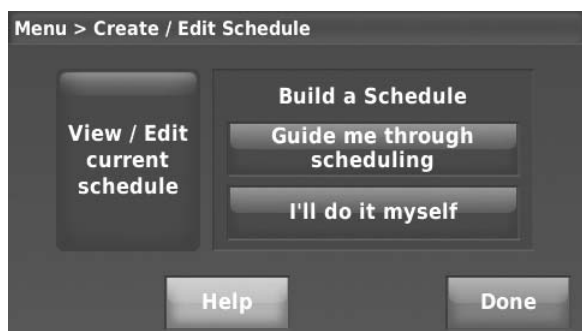 Menu > Create / Edit Schedule
View / Edit
current
schedule
Build a Schedule
Guide me through
scheduling
I'll do it myself
Help
Done